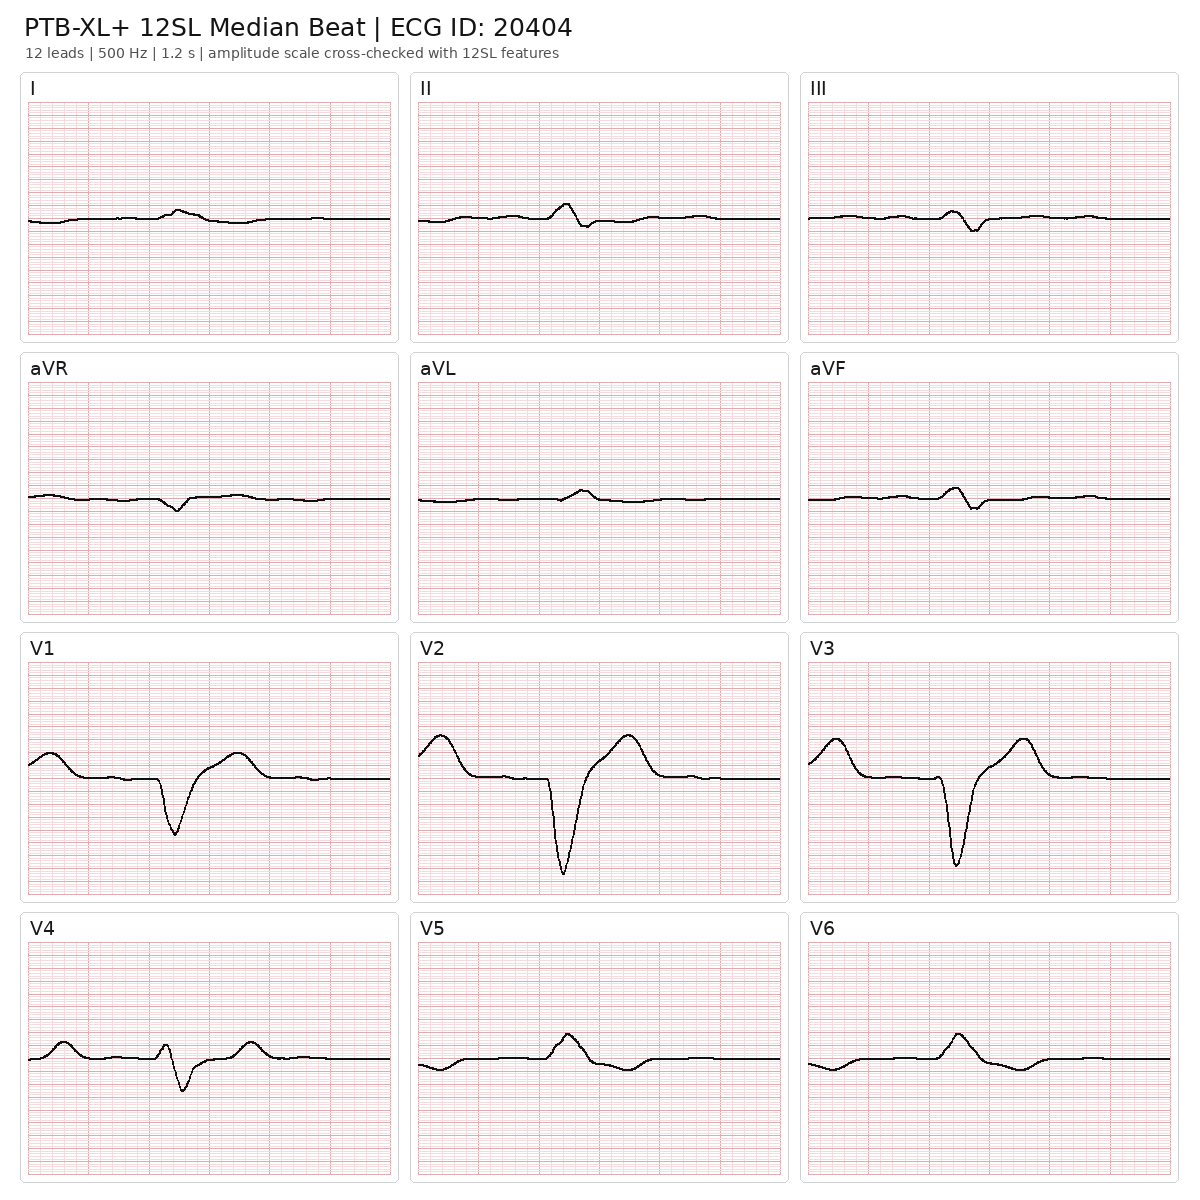 PTB-XL+ 12SL Median Beat | ECG ID: 20404
12 leads | 500 Hz | 1.2 s | amplitude scale cross-checked with 12SL features
I
II
III
aVR
aVL
aVF
V1
V2
V3
V4
V5
V6